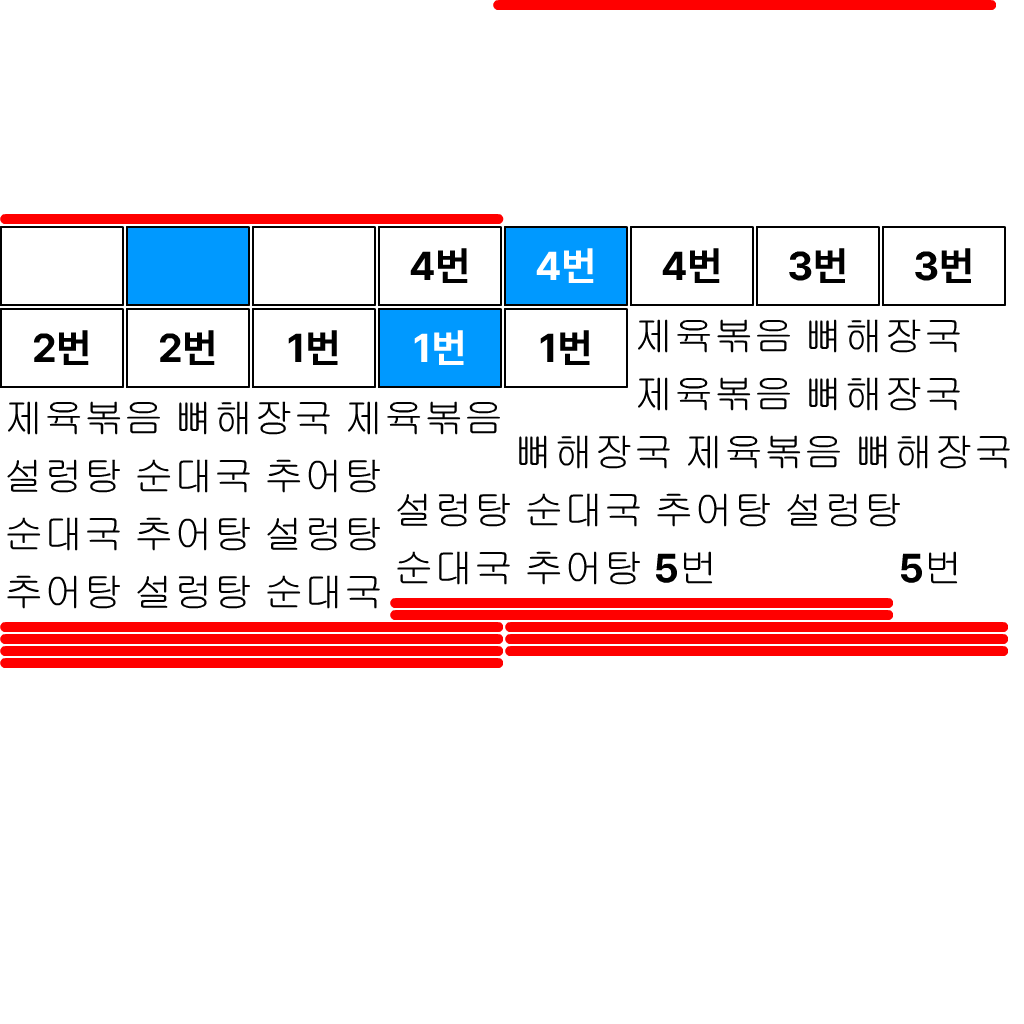 4번 4번 4번 3번 3번
2번 2번 1번 1번 1번
제육볶음 뼈해장국
제육볶음 뼈해장국
제육볶음 뼈해장국 제육볶음
뼈해장국 제육볶음 뼈해장국
설렁탕 순대국 추어탕
설렁탕 순대국 추어탕 설렁탕
순대국 추어탕 설렁탕
순대국 추어탕 5번 5번
추어탕 설렁탕 순대국